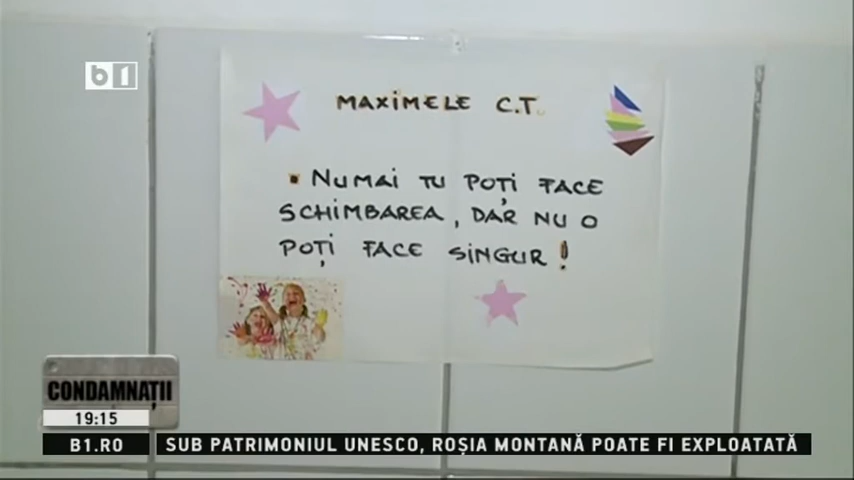 b1
MAXIMELE C.T.
NUMAI TU POȚI FACE
SCHIMBAREA, DAR NU O
POȚI FACE SINGUR!
CONDAMNAȚII
19:15
B1.RO
SUB PATRIMONIUL UNESCO, ROȘIA MONTANĂ POATE FI EXPLOATATĂ